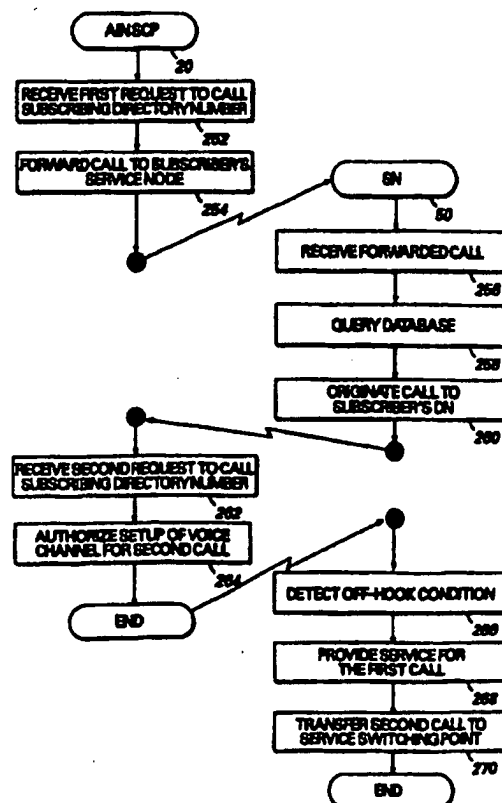 AIN SCP
20
RECEIVE FIRST REQUEST TO CALL
SUBSCRIBING DIRECTORY NUMBER
252
FORWARD CALL TO SUBSCRIBER'S
SERVICE NODE
254
SN
50
RECEIVE FORWARDED CALL
256
QUERY DATABASE
258
ORIGINATE CALL TO
SUBSCRIBER'S DN
260
RECEIVE SECOND REQUEST TO CALL
SUBSCRIBING DIRECTORY NUMBER
262
AUTHORIZE SETUP OF VOICE
CHANNEL FOR SECOND CALL
264
END
DETECT OFF-HOOK CONDITION
266
PROVIDE SERVICE FOR
THE FIRST CALL
268
TRANSFER SECOND CALL TO
SERVICE SWITCHING POINT
270
END